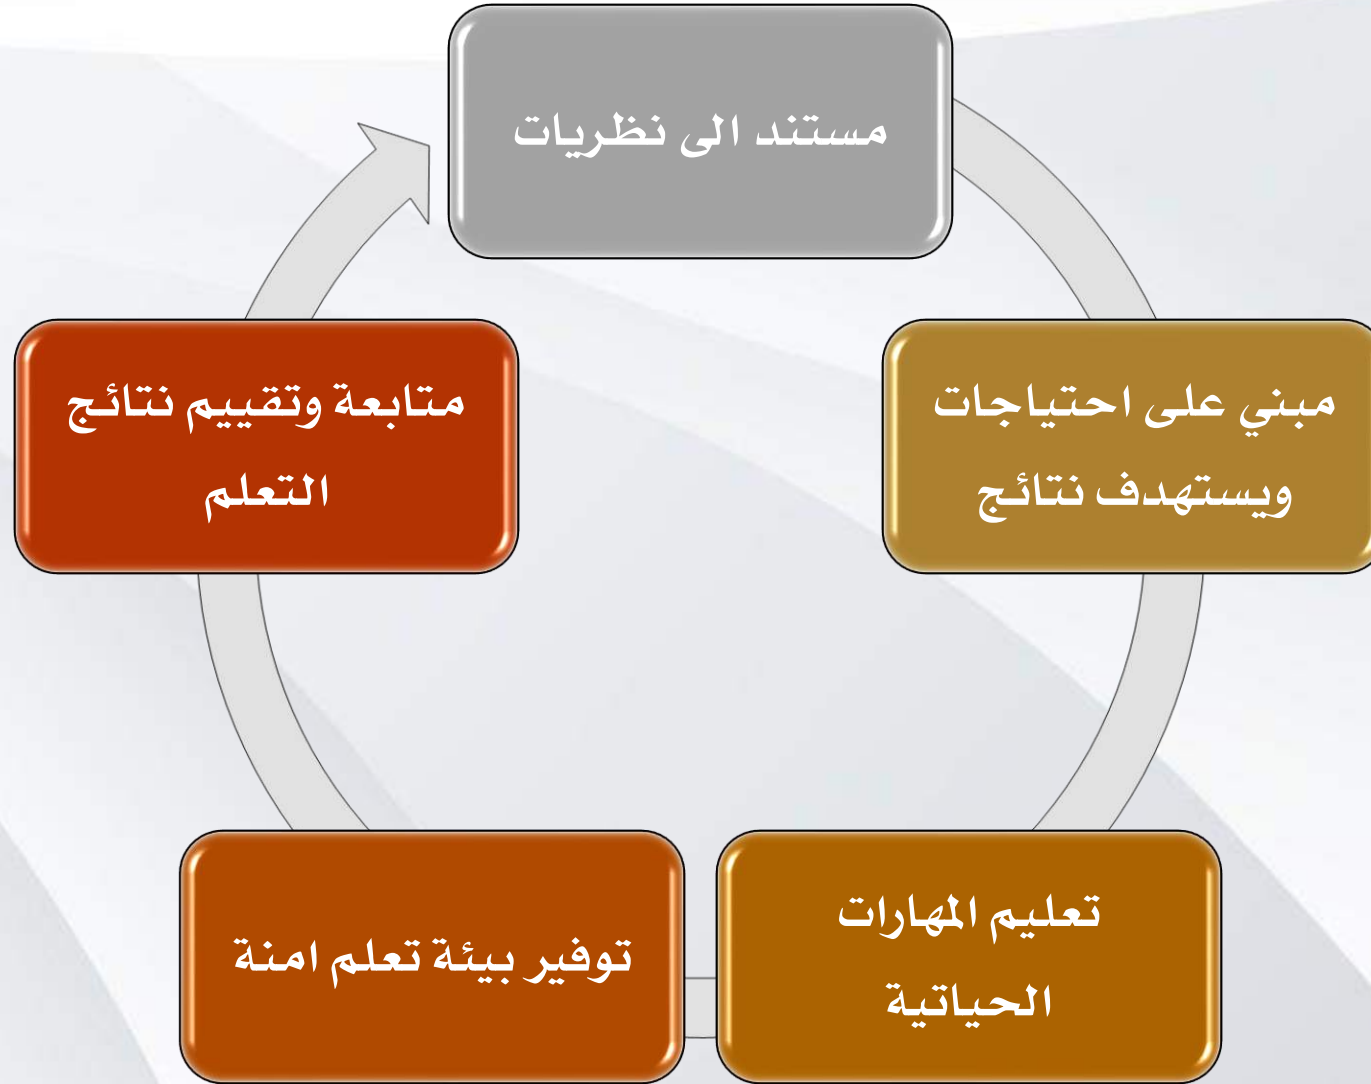 مستند الى نظريات
مبني على احتياجات
ويستهدف نتائج
تعليم المهارات
الحياتية
توفير بيئة تعلم امنة
متابعة وتقييم نتائج
التعلم